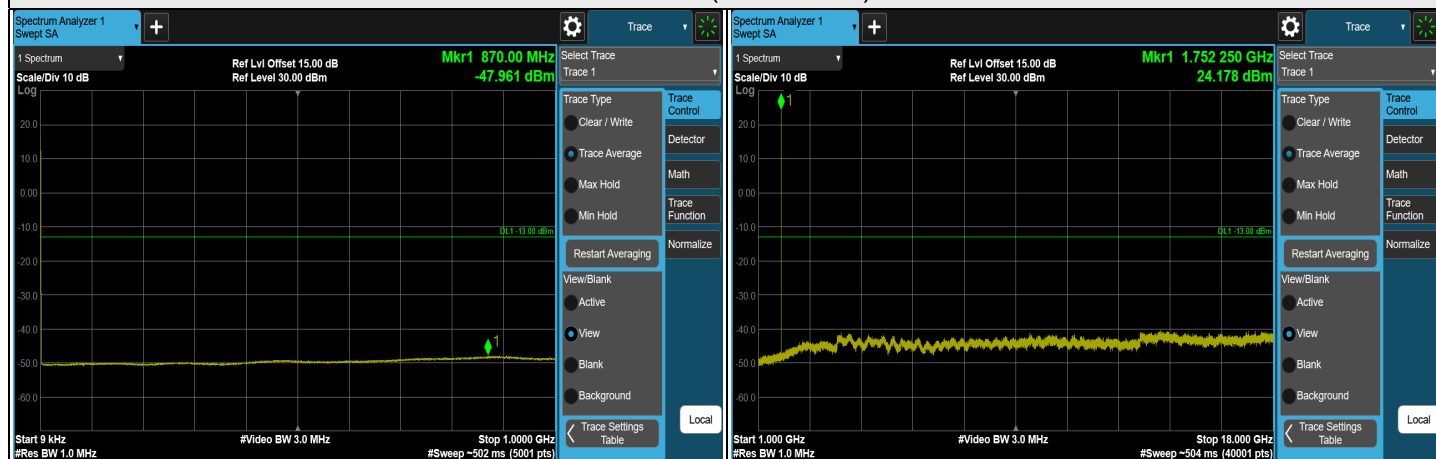 Spectrum Analyzer 1
Swept SA
+
Trace
1 Spectrum
Scale/Div 10 dB
Log
Ref Lvl Offset 15.00 dB
Ref Level 30.00 dBm
Mkr1 870.00 MHz
-47.961 dBm
1
20.0
10.0
0.00
-10.0
-20.0
-30.0
-40.0
-50.0
-60.0
DL1 -13.00 dBm
1
Start 9 kHz
#Res BW 1.0 MHz
#Video BW 3.0 MHz
Stop 1.0000 GHz
#Sweep ~502 ms (5001 pts)
Select Trace
Trace 1
Trace Type
Clear / Write
Trace Average
Max Hold
Min Hold
Restart Averaging
View/Blank
Active
View
Blank
Background
Trace Settings
Table
Trace
Control
Detector
Math
Trace
Function
Normalize
Local
Spectrum Analyzer 1
Swept SA
+
Trace
1 Spectrum
Scale/Div 10 dB
Log
Ref Lvl Offset 15.00 dB
Ref Level 30.00 dBm
Mkr1 1.752 250 GHz
24.178 dBm
1
20.0
10.0
0.00
-10.0
-20.0
-30.0
-40.0
-50.0
-60.0
DL1 -13.00 dBm
Start 1.000 GHz
#Res BW 1.0 MHz
#Video BW 3.0 MHz
Stop 18.000 GHz
#Sweep ~504 ms (40001 pts)
Select Trace
Trace 1
Trace Type
Clear / Write
Trace Average
Max Hold
Min Hold
Restart Averaging
View/Blank
Active
View
Blank
Background
Trace Settings
Table
Trace
Control
Detector
Math
Trace
Function
Normalize
Local